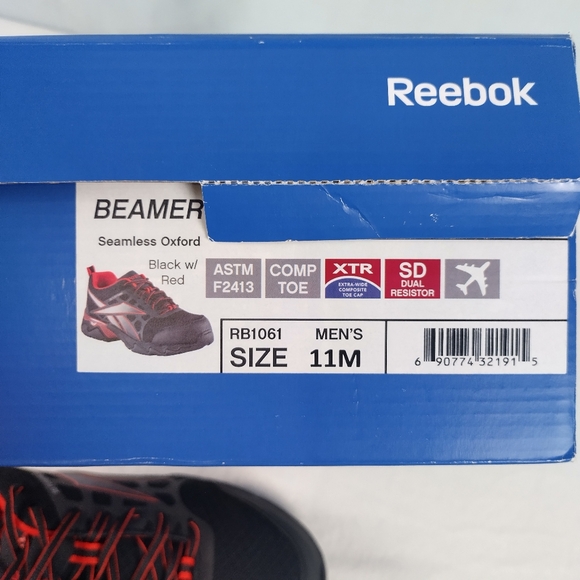 Reebok
BEAMER
Seamless Oxford
Black w/
Red
ASTM
F2413
COMP
TOE
XTR
EXTRA-WIDE
COMPOSITE
TOE CAP
SD
DUAL
RESISTOR
RB1061 MEN'S
SIZE 11M
6 90774 32191 5